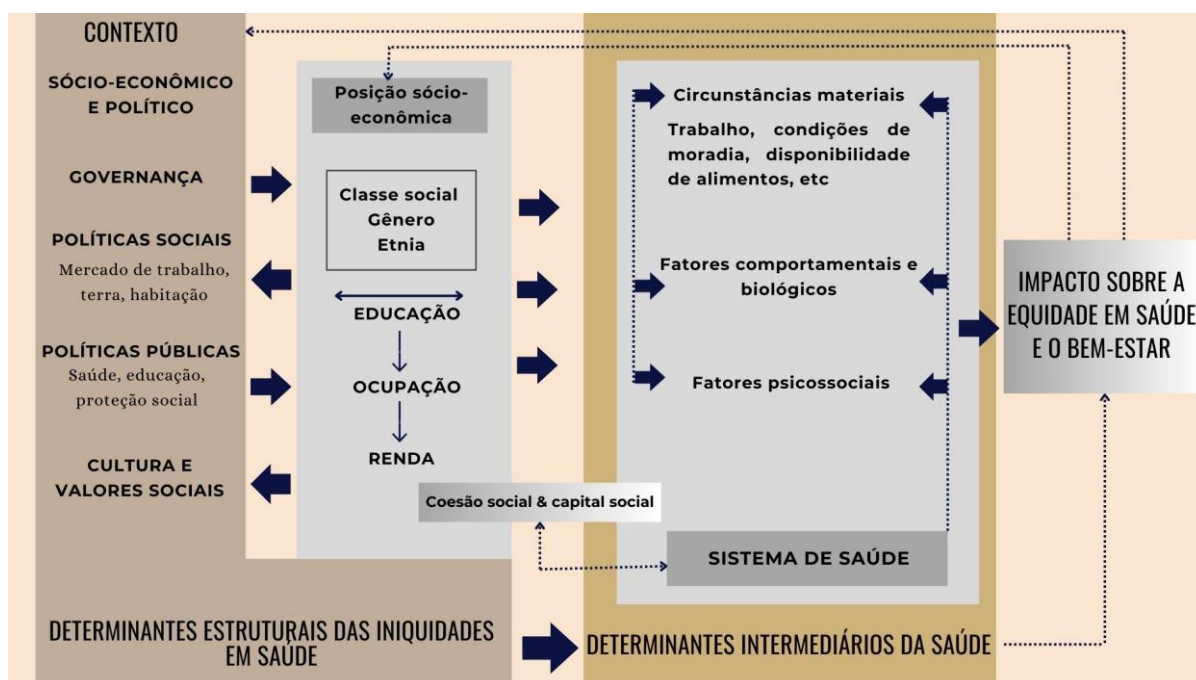 CONTEXTO
SÓCIO-ECONÔMICO
E POLÍTICO
GOVERNANÇA
POLÍTICAS SOCIAIS
Mercado de trabalho,
terra, habitação
POLÍTICAS PÚBLICAS
Saúde, educação,
proteção social
CULTURA E
VALORES SOCIAIS
Posição sócio-
econômica
Classe social
Gênero
Etnia
EDUCAÇÃO
OCUPAÇÃO
RENDA
Coesão social & capital social
Circunstâncias materiais
Trabalho, condições de
moradia, disponibilidade
de alimentos, etc
Fatores comportamentais e
biológicos
Fatores psicossociais
SISTEMA DE SAÚDE
IMPACTO SOBRE A
EQUIDADE EM SAÚDE
E O BEM-ESTAR
DETERMINANTES ESTRUTURAIS DAS INIQUIDADES
EM SAÚDE
DETERMINANTES INTERMEDIÁRIOS DA SAÚDE